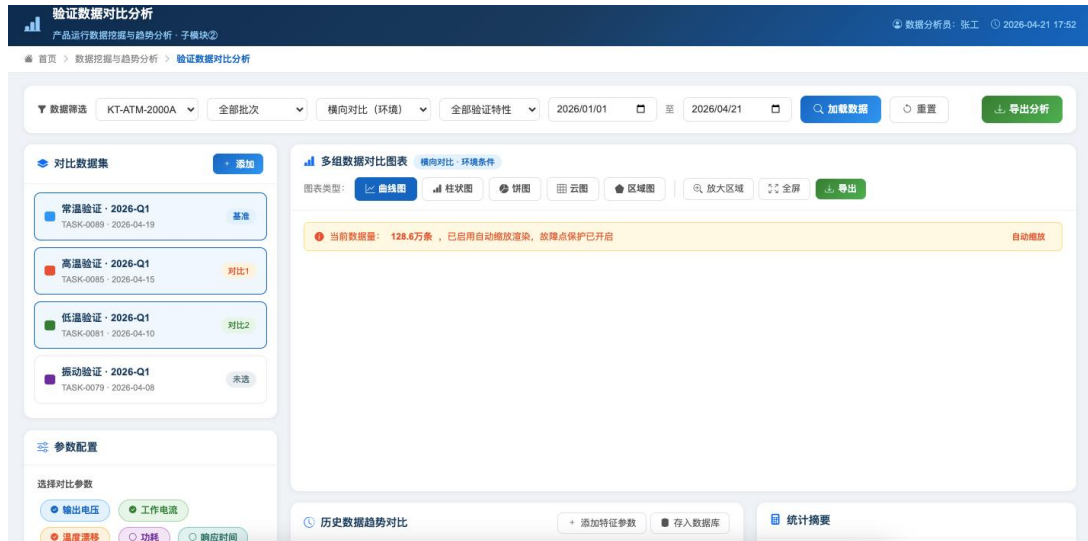 验证数据对比分析
产品运行数据挖掘与趋势分析 · 子模块②
数据分析员：张工 2026-04-21 17:52
首页 > 数据挖掘与趋势分析 > 验证数据对比分析
数据筛选 KT-ATM-2000A 全部批次 横向对比（环境） 全部验证特性 2026/01/01 至 2026/04/21 加载数据 重置 导出分析
对比数据集 + 添加
常温验证 · 2026-Q1
TASK-0089 · 2026-04-19
基准
高温验证 · 2026-Q1
TASK-0085 · 2026-04-15
对比1
低温验证 · 2026-Q1
TASK-0081 · 2026-04-10
对比2
振动验证 · 2026-Q1
TASK-0079 · 2026-04-08
未选
参数配置
选择对比参数
输出电压 工作电流
温度漂移 功耗 响应时间
多组数据对比图表 横向对比 · 环境条件
图表类型： 曲线图 柱状图 饼图 云图 区域图 放大区域 全屏 导出
当前数据量： 128.6万条 ，已启用自动缩放渲染，故障点保护已开启 自动缩放
历史数据趋势对比 + 添加特征参数 存入数据库
统计摘要